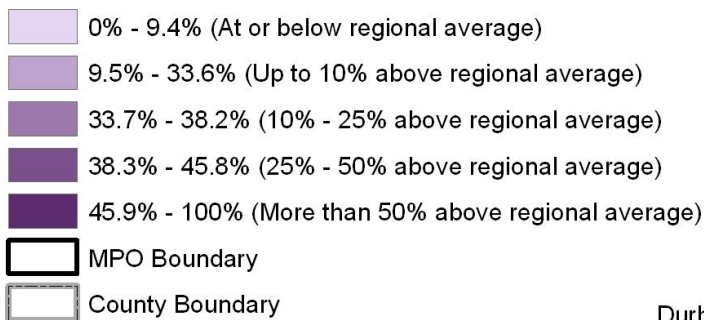 0% - 9.4% (At or below regional average)
9.5% - 33.6% (Up to 10% above regional average)
33.7% - 38.2% (10% - 25% above regional average)
38.3% - 45.8% (25% - 50% above regional average)
45.9% - 100% (More than 50% above regional average)
MPO Boundary
County Boundary